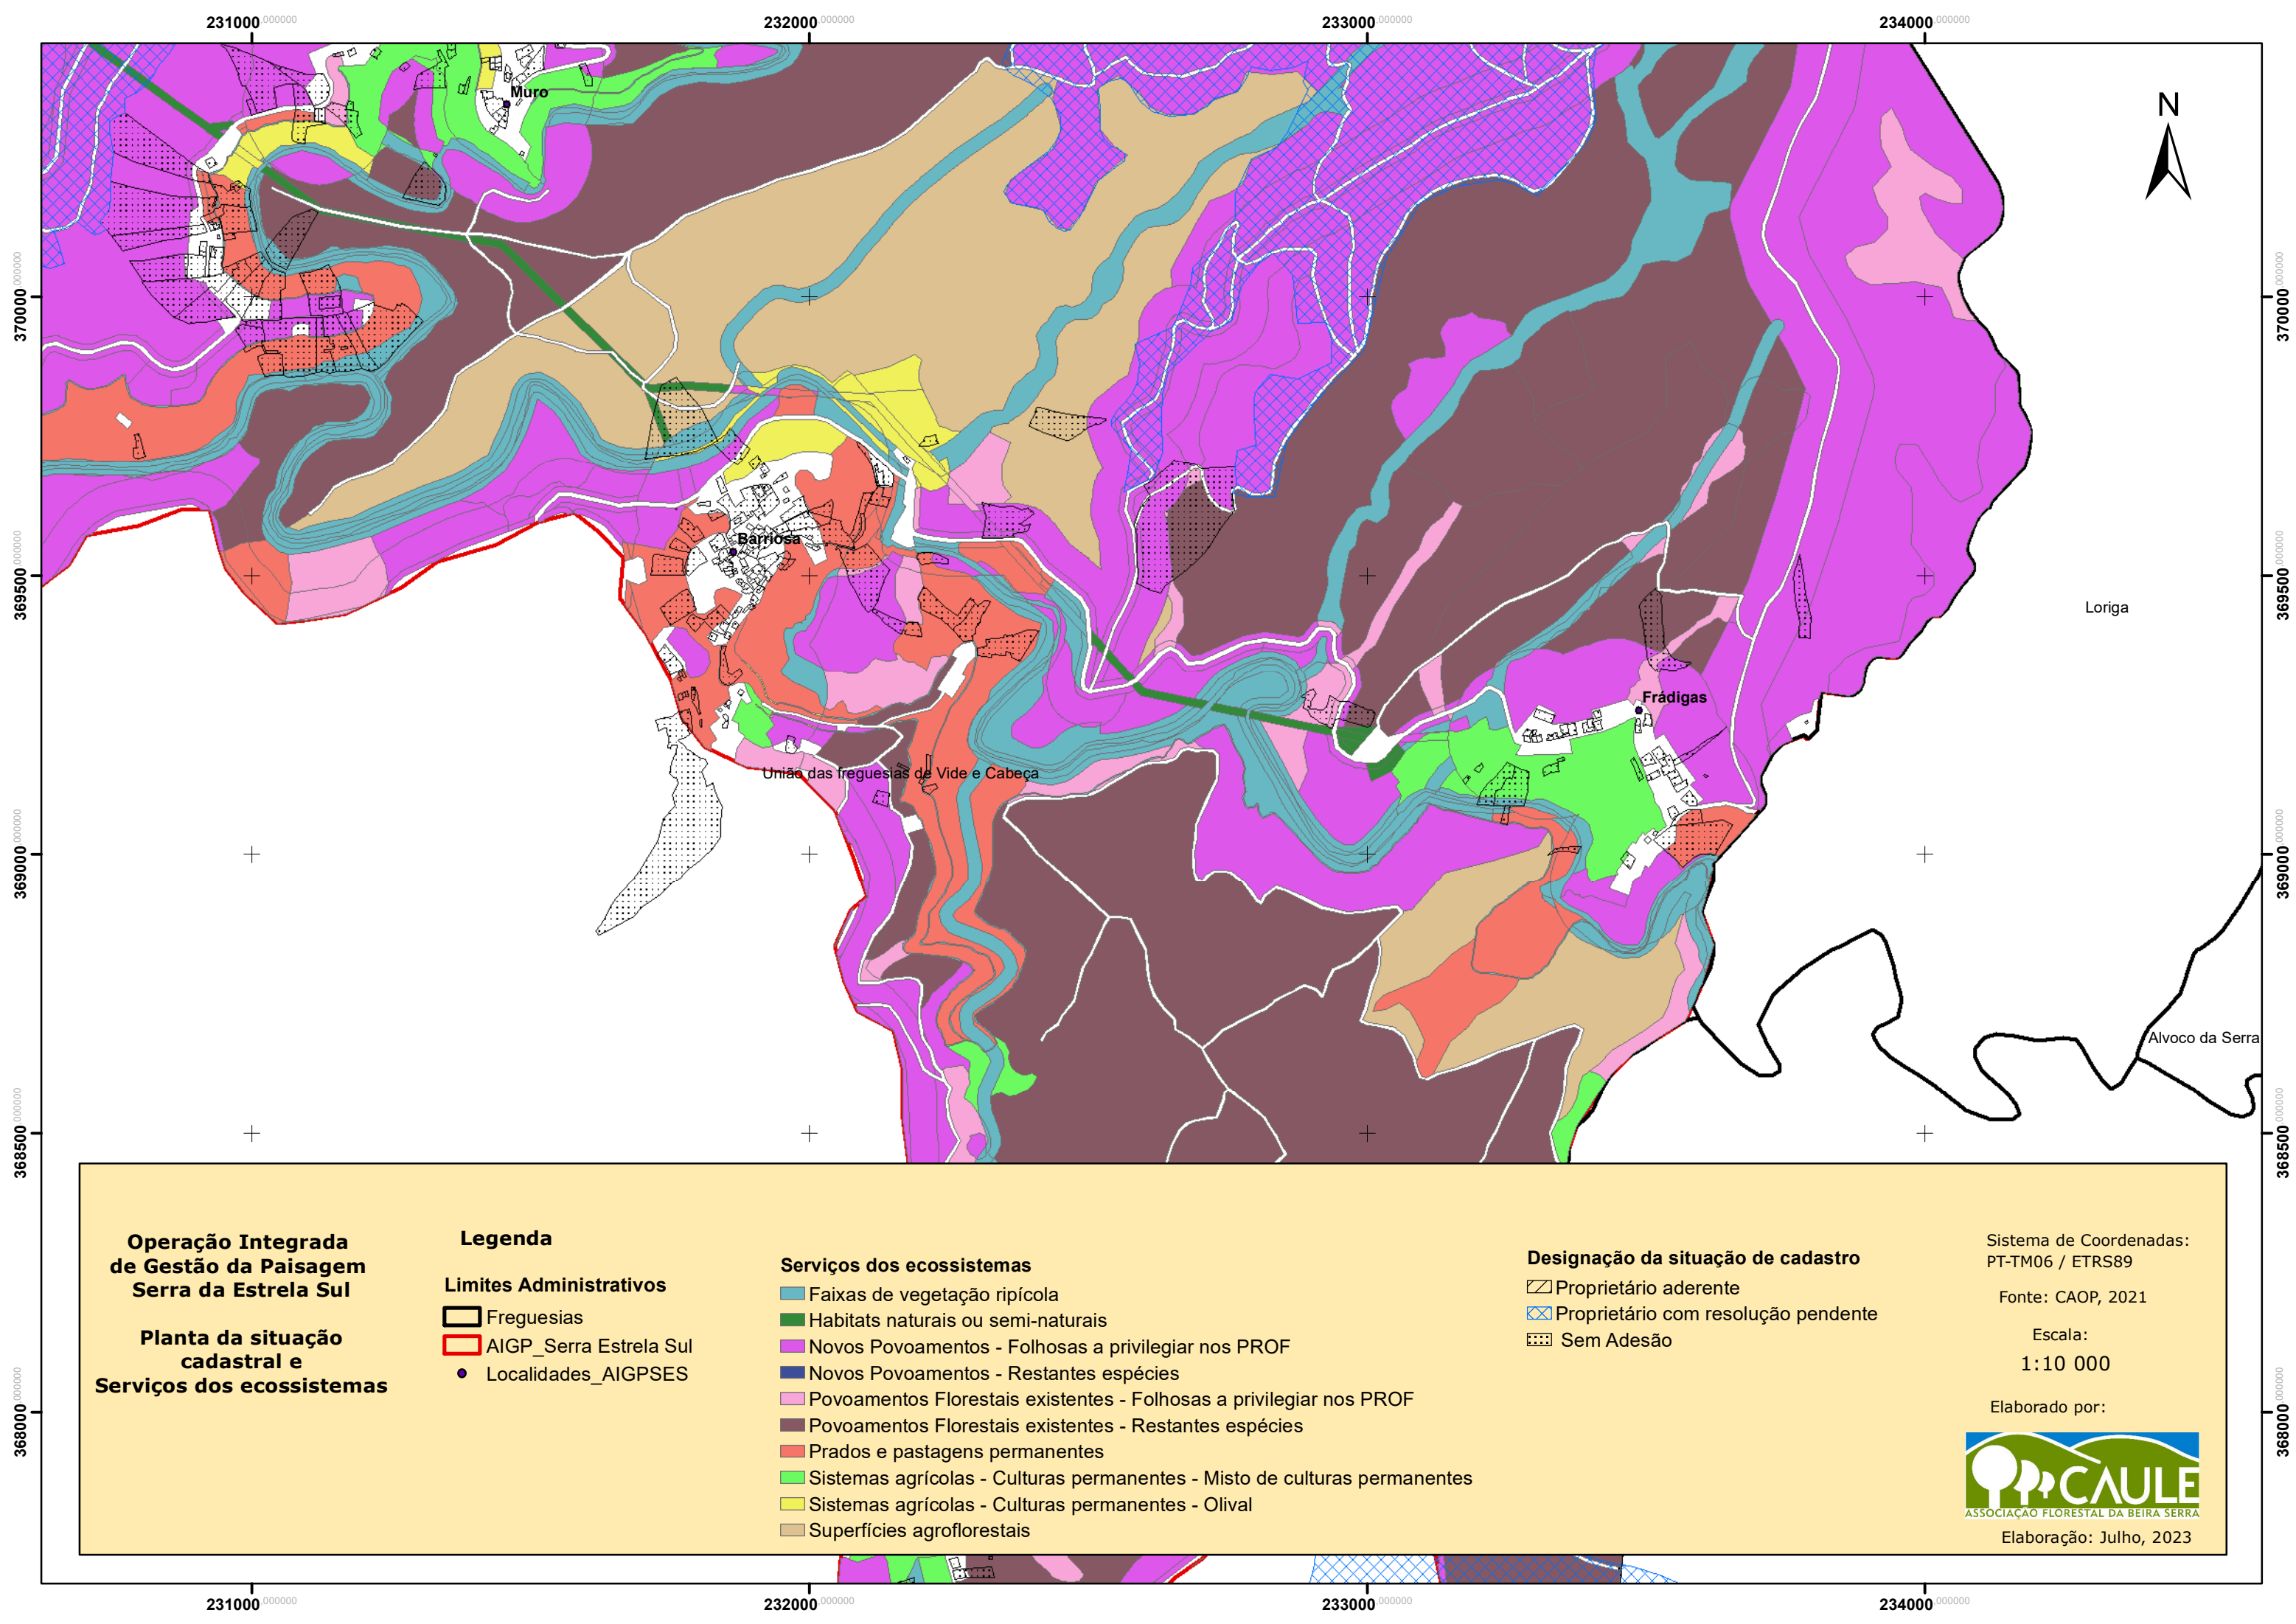 231000.000000 232000.000000 233000.000000 234000.000000
N
Muro
370000.000000 370000.000000
Barriosa
369500.000000 369500.000000
Loriga
Frádigas
União das freguesias de Vide e Cabeça
369000.000000 369000.000000
Alvoco da Serra
368500.000000 368500.000000
Operação Integrada
de Gestão da Paisagem
Serra da Estrela Sul
Planta da situação
cadastral e
Serviços dos ecossistemas
Legenda
Limites Administrativos
Freguesias
AIGP_Serra Estrela Sul
Localidades_AIGPSES
Serviços dos ecossistemas
Faixas de vegetação ripícola
Habitats naturais ou semi-naturais
Novos Povoamentos - Folhosas a privilegiar nos PROF
Novos Povoamentos - Restantes espécies
Povoamentos Florestais existentes - Folhosas a privilegiar nos PROF
Povoamentos Florestais existentes - Restantes espécies
Prados e pastagens permanentes
Sistemas agrícolas - Culturas permanentes - Misto de culturas permanentes
Sistemas agrícolas - Culturas permanentes - Olival
Superfícies agroflorestais
Designação da situação de cadastro
Proprietário aderente
Proprietário com resolução pendente
Sem Adesão
Sistema de Coordenadas:
PT-TM06 / ETRS89
Fonte: CAOP, 2021
Escala:
1:10 000
Elaborado por:
CAULE
ASSOCIAÇÃO FLORESTAL DA BEIRA SERRA
Elaboração: Julho, 2023
368000.000000 368000.000000
231000.000000 232000.000000 233000.000000 234000.000000